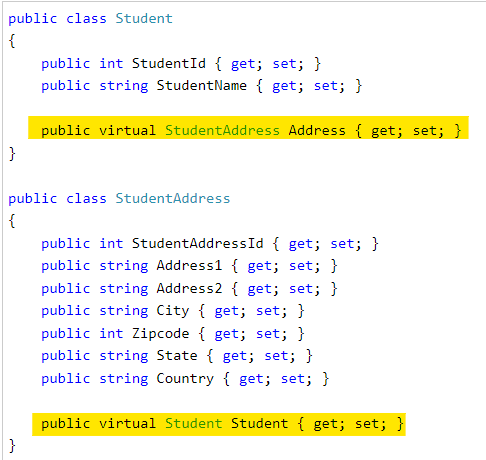 public class Student
{
public int StudentId { get; set; }
public string StudentName { get; set; }
public virtual StudentAddress Address { get; set; }
}
public class StudentAddress
{
public int StudentAddressId { get; set; }
public string Address1 { get; set; }
public string Address2 { get; set; }
public string City { get; set; }
public int Zipcode { get; set; }
public string State { get; set; }
public string Country { get; set; }
public virtual Student Student { get; set; }
}